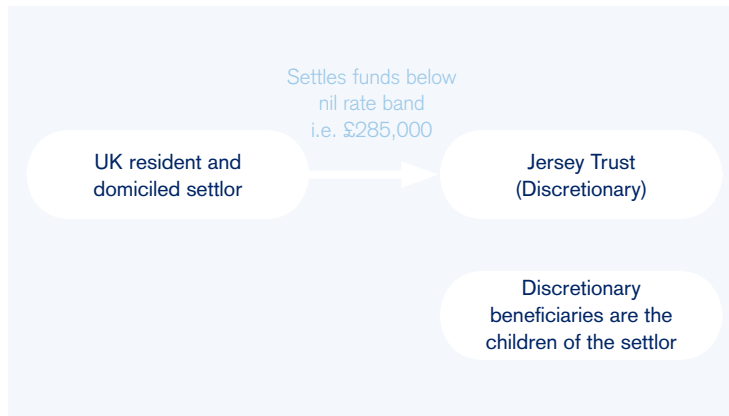 Settles funds below
nil rate band
i.e. £285,000
UK resident and
domiciled settlor
Jersey Trust
(Discretionary)
Discretionary
beneficiaries are the
children of the settlor